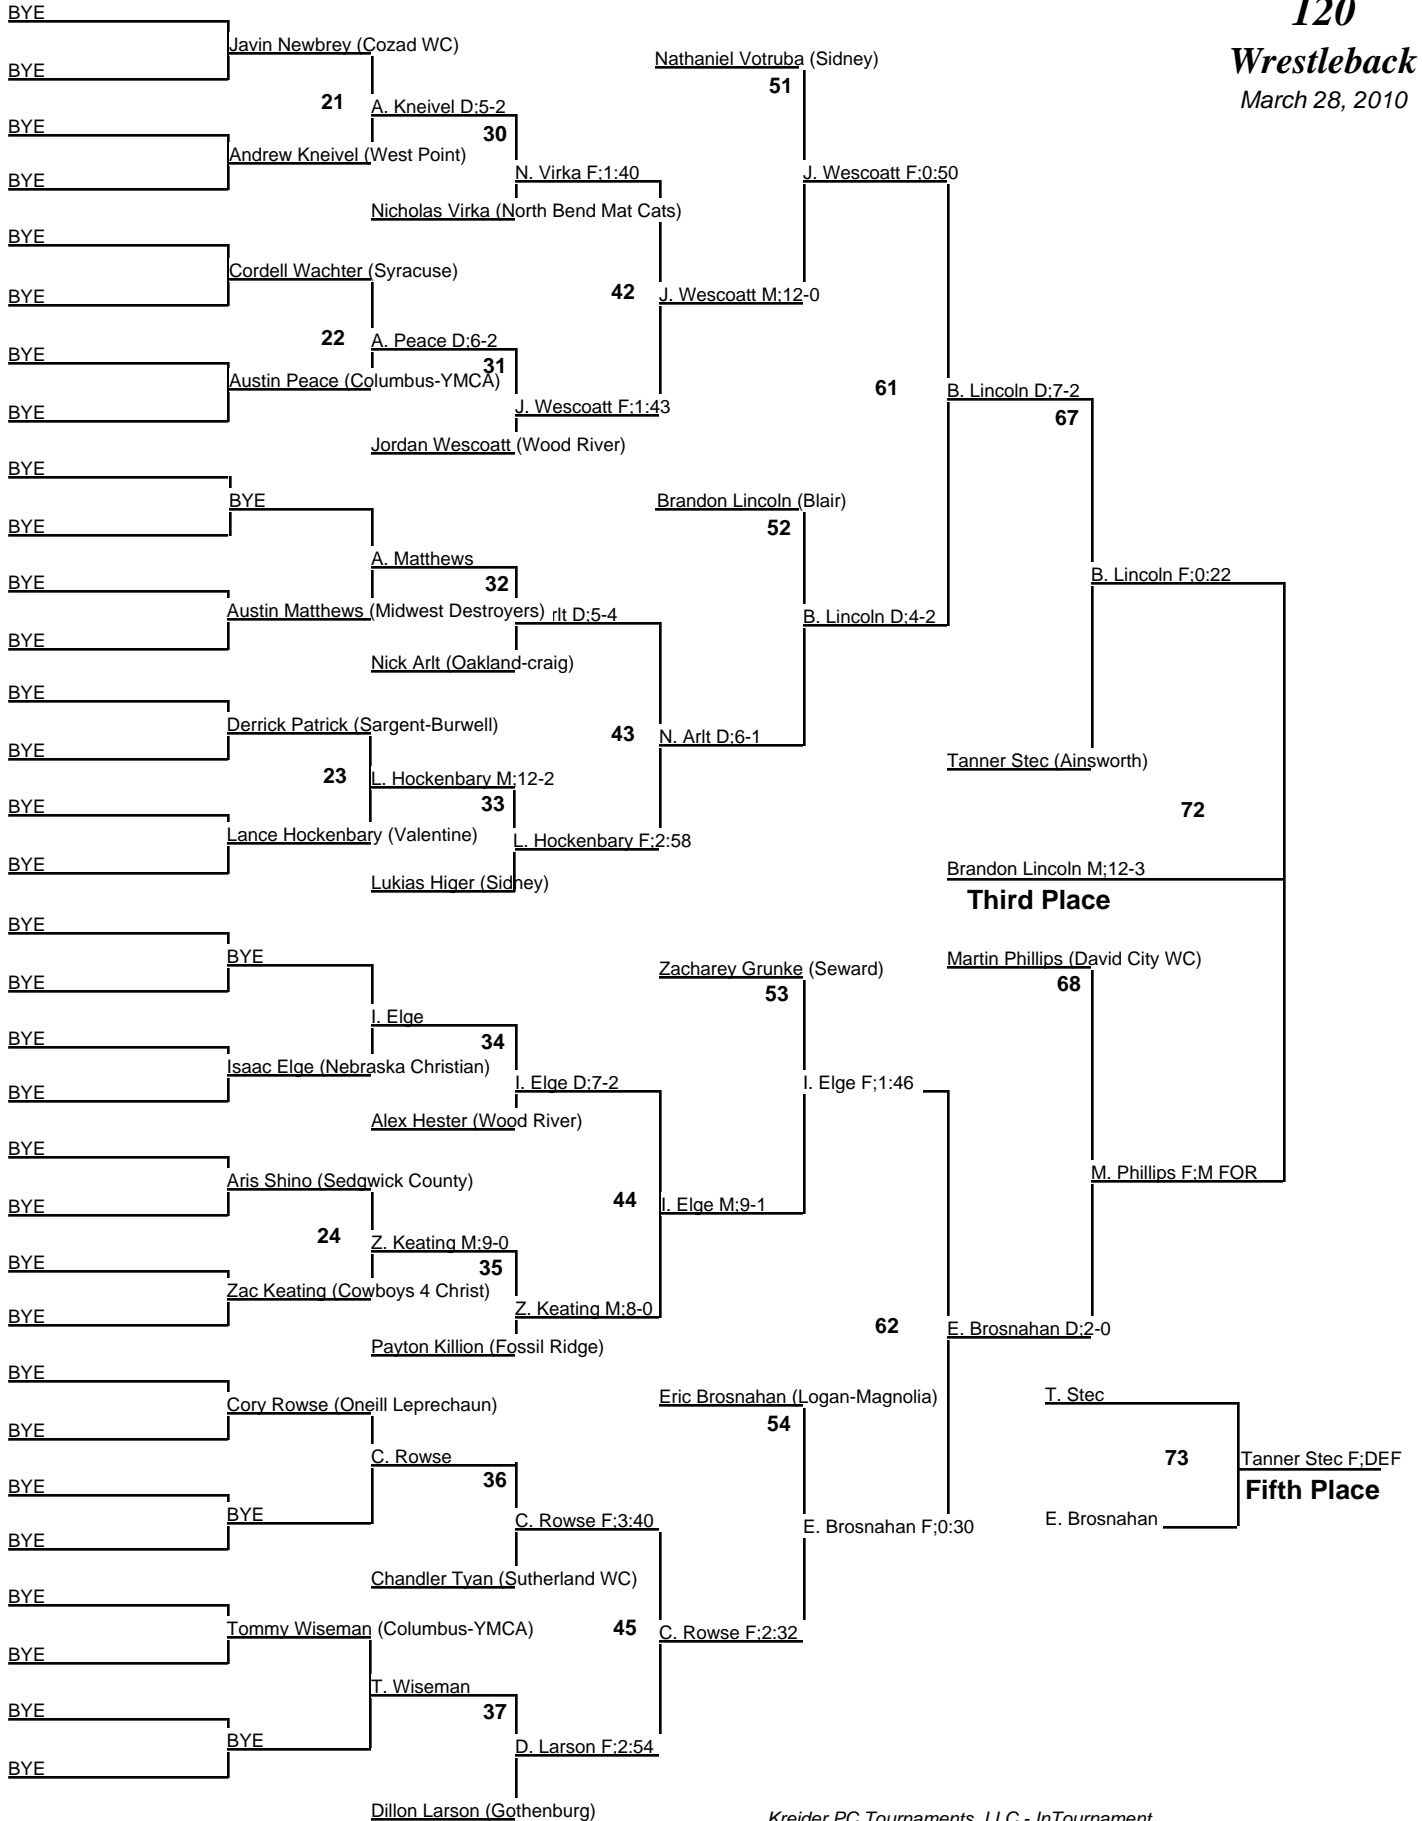 BYE
120
Javin Newbrey (Cozad WC)
Nathaniel Votruba (Sidney)
Wrestleback
BYE
51
21
A. Kneivel D;5-2
March 28, 2010
BYE
30
Andrew Kneivel (West Point)
N. Virka F;1:40
J. Wescoatt F;0:50
BYE
Nicholas Virka (North Bend Mat Cats)
BYE
Cordell Wachter (Syracuse)
42
J. Wescoatt M;12-0
BYE
22
A. Peace D;6-2
BYE
31
Austin Peace (Columbus-YMCA)
61
B. Lincoln D;7-2
J. Wescoatt F;1:43
67
BYE
Jordan Wescoatt (Wood River)
BYE
BYE
Brandon Lincoln (Blair)
BYE
52
A. Matthews
B. Lincoln F;0:22
BYE
32
Austin Matthews (Midwest Destroyers)
rlt D;5-4
B. Lincoln D;4-2
BYE
Nick Arlt (Oakland-craig)
BYE
Derrick Patrick (Sargent-Burwell)
43
N. Arlt D;6-1
BYE
Tanner Stec (Ainsworth)
23
L. Hockenbary M;12-2
BYE
33
72
Lance Hockenbary (Valentine)
L. Hockenbary F;2:58
BYE
Brandon Lincoln M;12-3
Lukias Higer (Sidney)
Third Place
BYE
BYE
Zacharey Grunke (Seward)
Martin Phillips (David City WC)
BYE
53
68
I. Elge
BYE
34
Isaac Elge (Nebraska Christian)
I. Elge D;7-2
I. Elge F;1:46
BYE
Alex Hester (Wood River)
BYE
Aris Shino (Sedgwick County)
M. Phillips F;M FOR
BYE
44
I. Elge M;9-1
24
Z. Keating M;9-0
BYE
35
Zac Keating (Cowboys 4 Christ)
Z. Keating M;8-0
BYE
62
E. Brosnahan D;2-0
Payton Killion (Fossil Ridge)
BYE
Cory Rowse (Oneill Leprechaun)
Eric Brosnahan (Logan-Magnolia)
T. Stec
BYE
54
C. Rowse
73
Tanner Stec F;DEF
BYE
36
Fifth Place
BYE
C. Rowse F;3:40
E. Brosnahan F;0:30
E. Brosnahan
BYE
Chandler Tyan (Sutherland WC)
BYE
Tommy Wiseman (Columbus-YMCA)
45
C. Rowse F;2:32
BYE
T. Wiseman
BYE
37
BYE
D. Larson F;2:54
BYE
Dillon Larson (Gothenburg)
Kreider PC Tournaments, LLC - InTournament